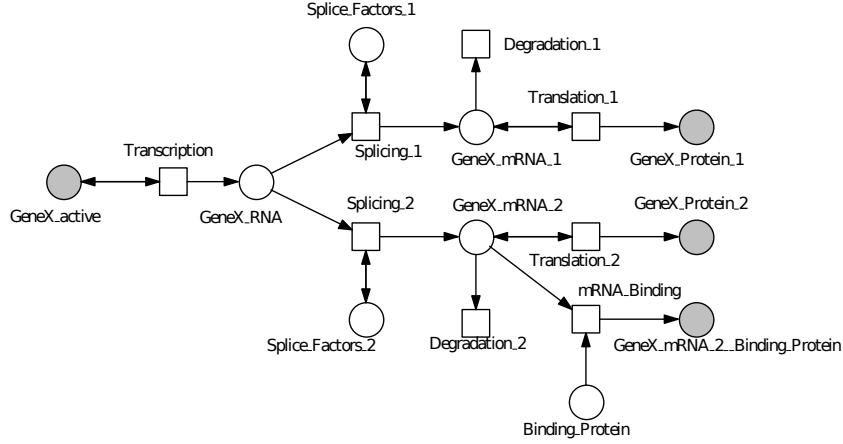 Splice_Factors_1
Degradation_1
Translation_1
Transcription
Splicing_1
GeneX_mRNA_1
GeneX_Protein_1
GeneX_active
GeneX_RNA
Splicing_2
GeneX_mRNA_2
GeneX_Protein_2
Translation_2
mRNA_Binding
Splice_Factors_2
Degradation_2
GeneX_mRNA_2__Binding_Protein
Binding_Protein